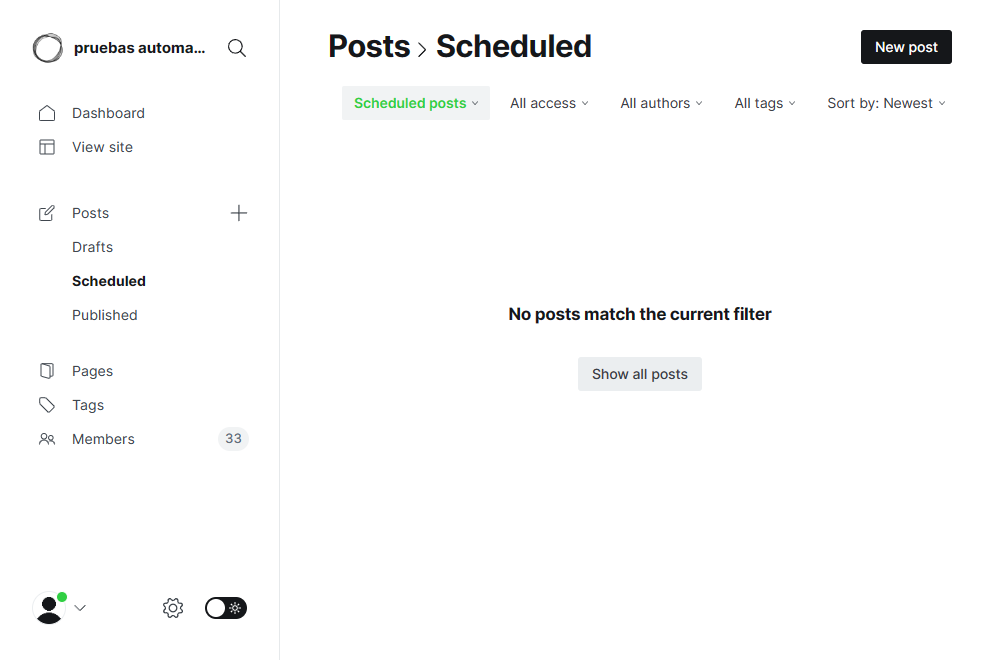 pruebas automa...
Dashboard
View site
Posts
Drafts
Scheduled
Published
Pages
Tags
Members 33
Posts › Scheduled
New post
Scheduled posts All access All authors All tags Sort by: Newest
No posts match the current filter
Show all posts